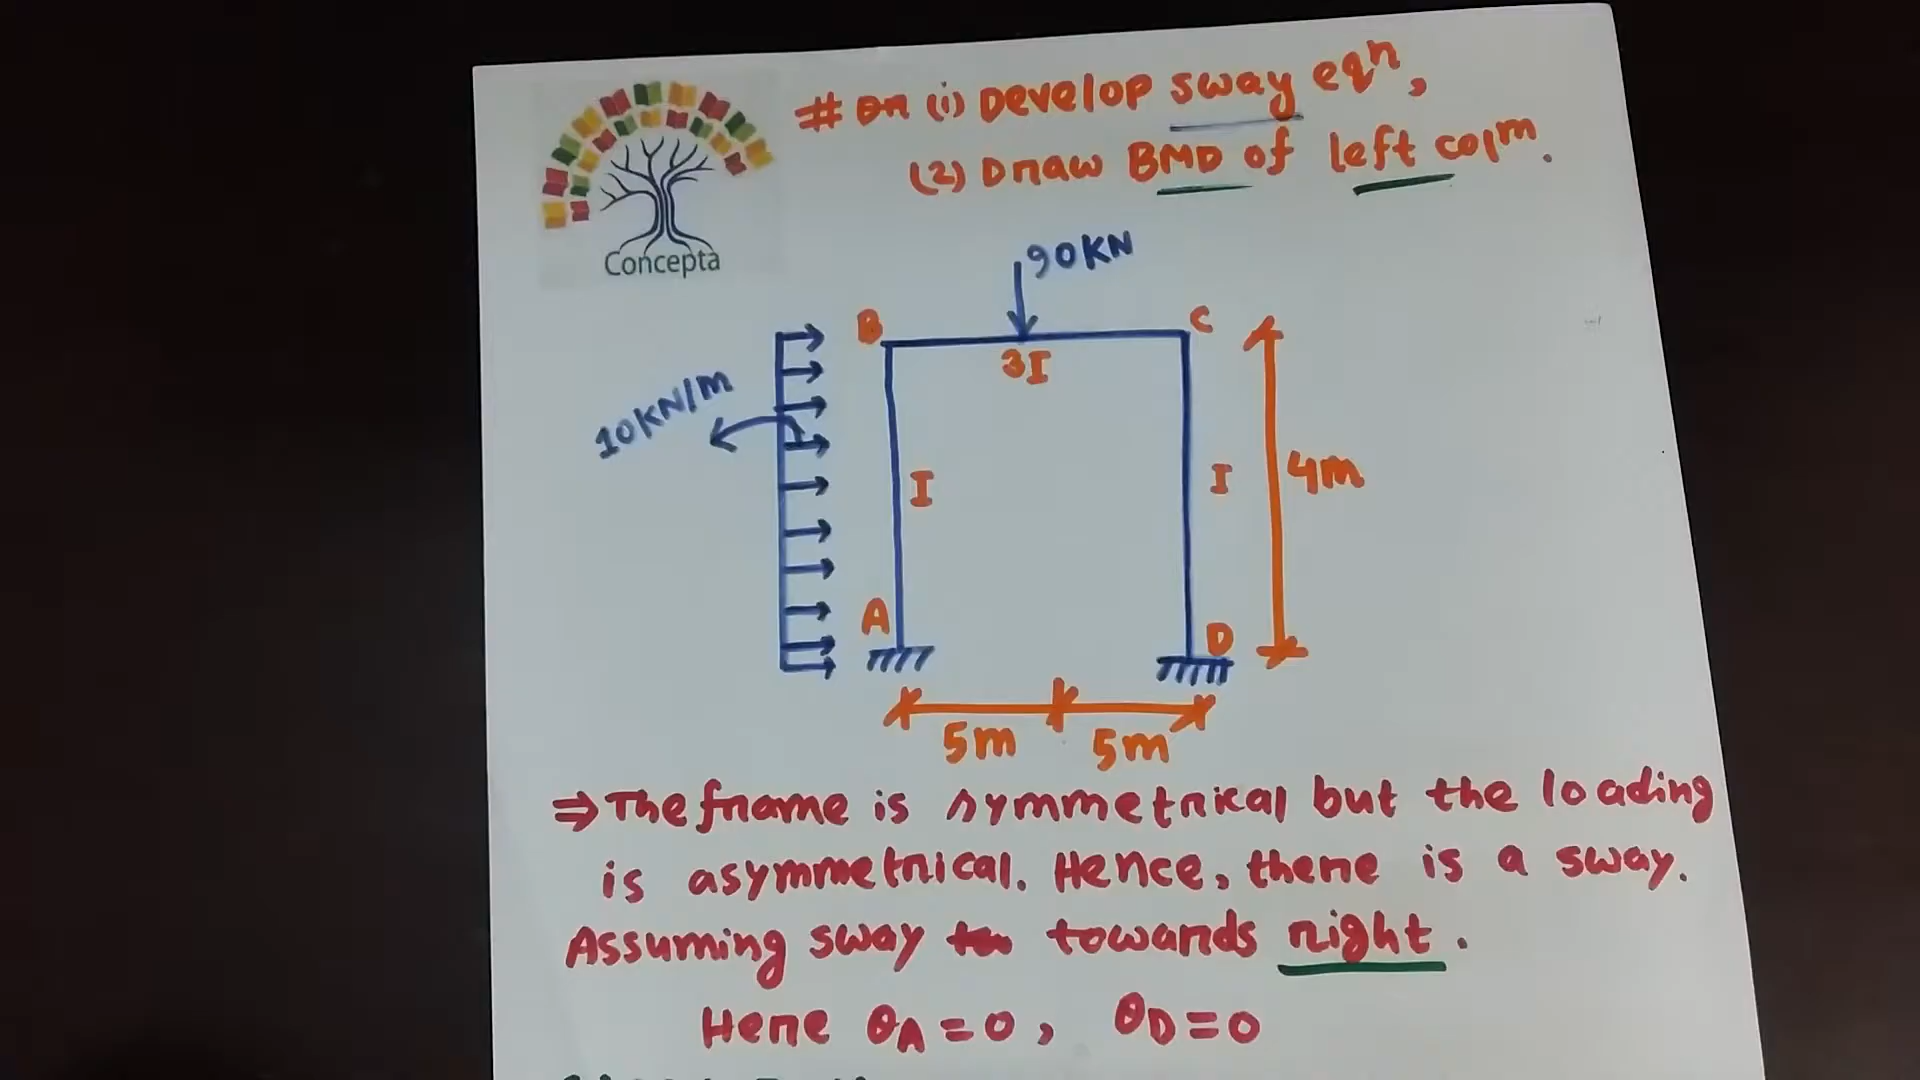 Concepta
# Qn (i) Develop sway eqn,
(2) Draw BMD of left colm.
90KN
B
C
3I
10KN/m
I
I
4m
A
D
5m
5m
⇒ The frame is symmetrical but the loading
is asymmetrical. Hence, there is a sway.
Assuming sway towards right.
Here θA = 0, θD = 0